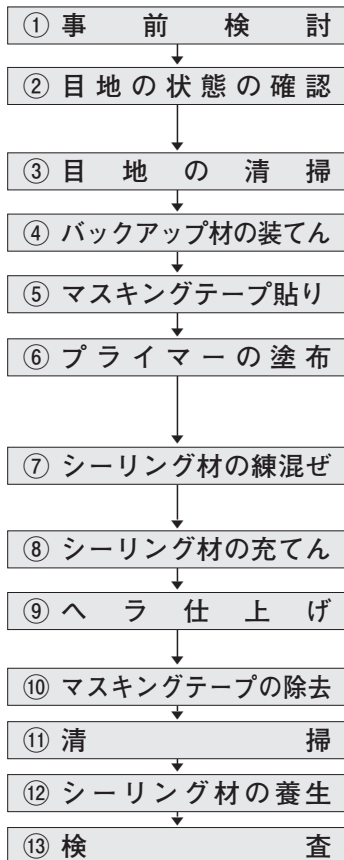 ① 事前検討
② 目地の状態の確認
③ 目地の清掃
④ バックアップ材の装てん
⑤ マスキングテープ貼り
⑥ プライマーの塗布
⑦ シーリング材の練混ぜ
⑧ シーリング材の充てん
⑨ ヘラ仕上げ
⑩ マスキングテープの除去
⑪ 清掃
⑫ シーリング材の養生
⑬ 検査